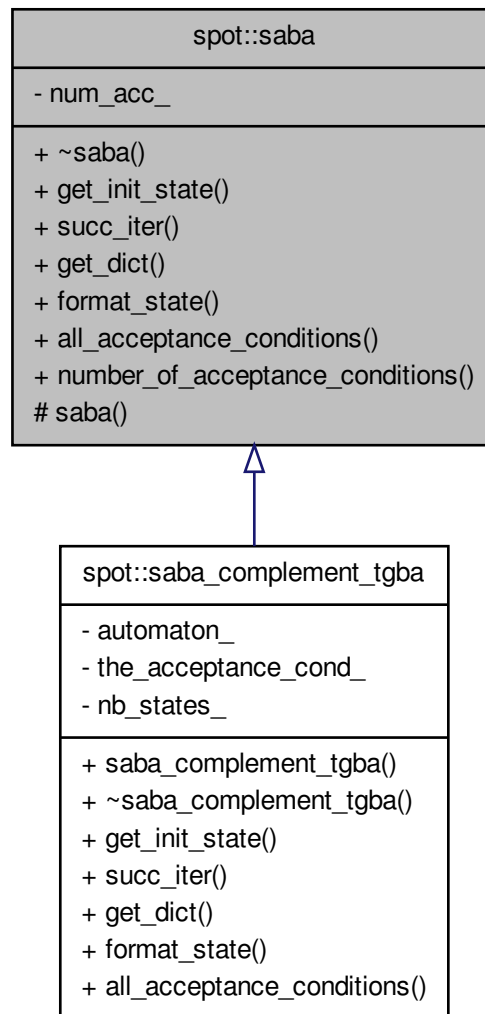 spot::saba
- num_acc_
+ ~saba()
+ get_init_state()
+ succ_iter()
+ get_dict()
+ format_state()
+ all_acceptance_conditions()
+ number_of_acceptance_conditions()
# saba()
spot::saba_complement_tgba
- automaton_
- the_acceptance_cond_
- nb_states_
+ saba_complement_tgba()
+ ~saba_complement_tgba()
+ get_init_state()
+ succ_iter()
+ get_dict()
+ format_state()
+ all_acceptance_conditions()